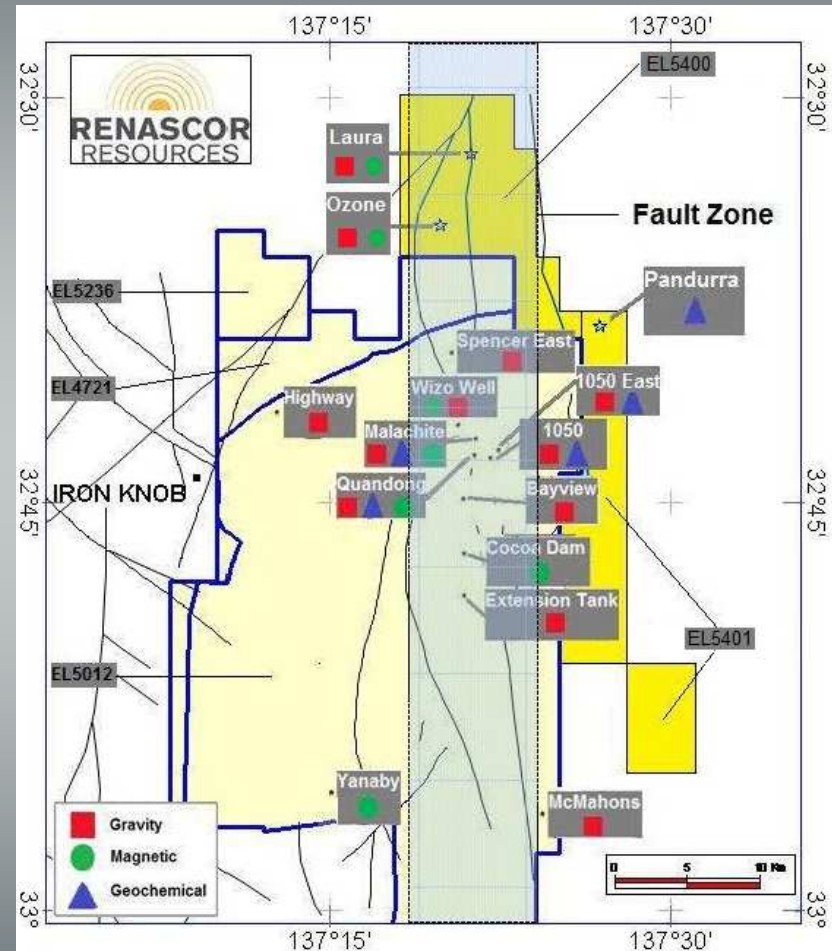 137°15'
137°30'
32°30'
EL5400
RENASCOR
RESOURCES
Laura
Ozone
Fault Zone
Pandurra
EL5236
Spencer East
EL4721
Highway
Wizo Well
1050 East
Malachite
1050
IRON KNOB
Quandong
Bayview
32°45'
32°45'
Cocoa Dam
Extension Tank
EL5401
EL5012
Yanaby
McMahons
Gravity
Magnetic
Geochemical
0 5 10 Km
33°
33°
137°15'
137°30'
32°30'